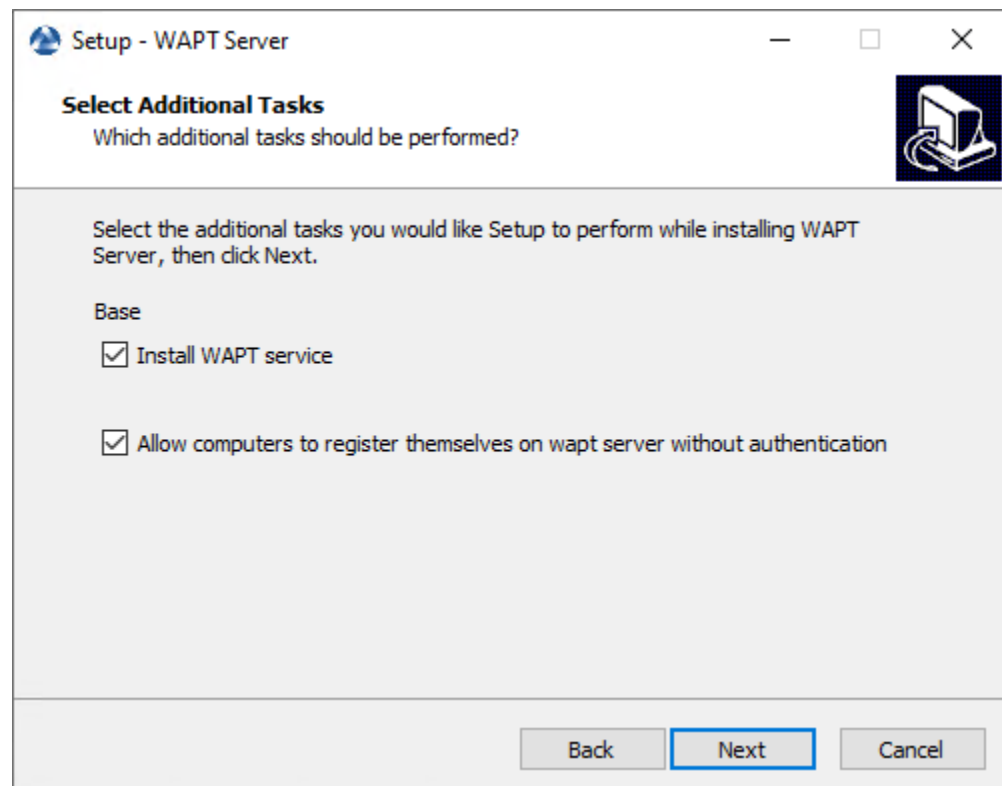 Setup - WAPT Server
Select Additional Tasks
Which additional tasks should be performed?
Select the additional tasks you would like Setup to perform while installing WAPT
Server, then click Next.
Base
Install WAPT service
Allow computers to register themselves on wapt server without authentication
Back
Next
Cancel